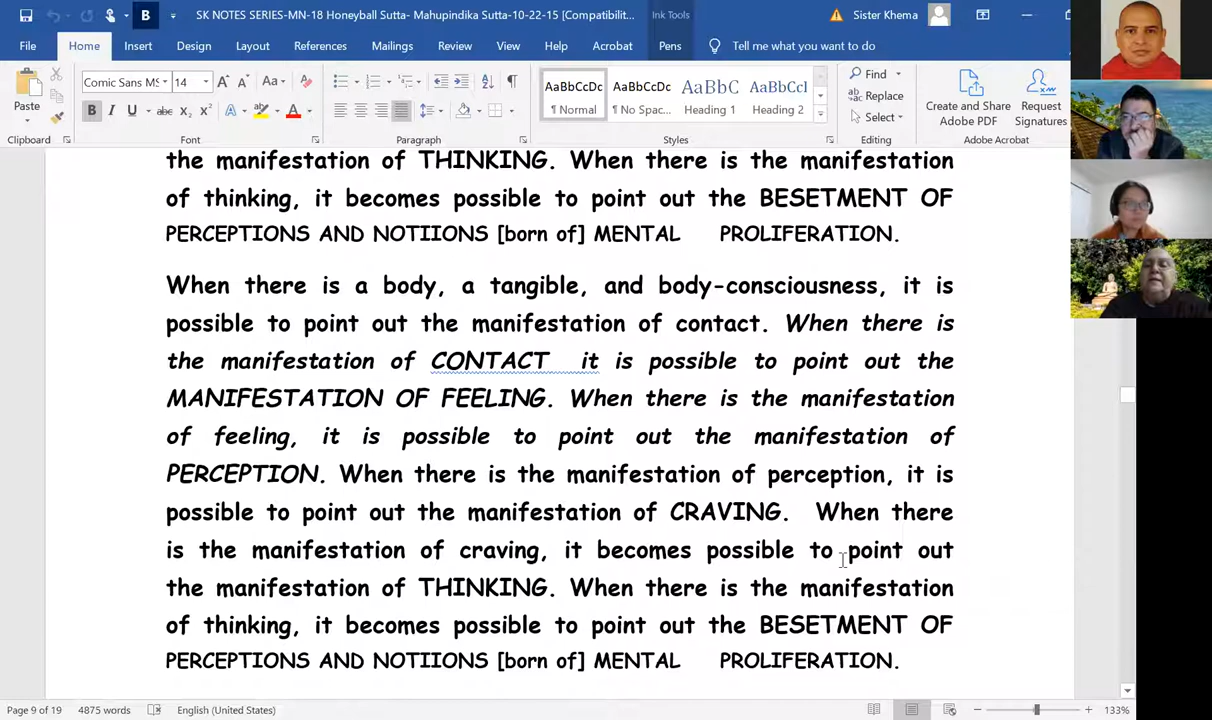 SK NOTES SERIES-MN-18 Honeyball Sutta- Mahupindika Sutta-10-22-15 [Compatibilit...
Ink Tools
Sister Khema
File Home Insert Design Layout References Mailings Review View Help Acrobat Pens Tell me what you want to do
Comic Sans MS 14
Paste
B I U abc x₂ x²
AaBbCcDc AaBbCcDc AaBbC AaBbCcl
¶ Normal ¶ No Spac... Heading 1 Heading 2
Find
Replace
Select
Create and Share Adobe PDF
Request Signatures
Clipboard Font Paragraph Styles Editing Adobe Acrobat
the manifestation of THINKING. When there is the manifestation
of thinking, it becomes possible to point out the BESETMENT OF
PERCEPTIONS AND NOTIIONS [born of] MENTAL PROLIFERATION.
When there is a body, a tangible, and body-consciousness, it is
possible to point out the manifestation of contact. When there is
the manifestation of CONTACT it is possible to point out the
MANIFESTATION OF FEELING. When there is the manifestation
of feeling, it is possible to point out the manifestation of
PERCEPTION. When there is the manifestation of perception, it is
possible to point out the manifestation of CRAVING. When there
is the manifestation of craving, it becomes possible to point out
the manifestation of THINKING. When there is the manifestation
of thinking, it becomes possible to point out the BESETMENT OF
PERCEPTIONS AND NOTIIONS [born of] MENTAL PROLIFERATION.
Page 9 of 19 4875 words English (United States) 133%